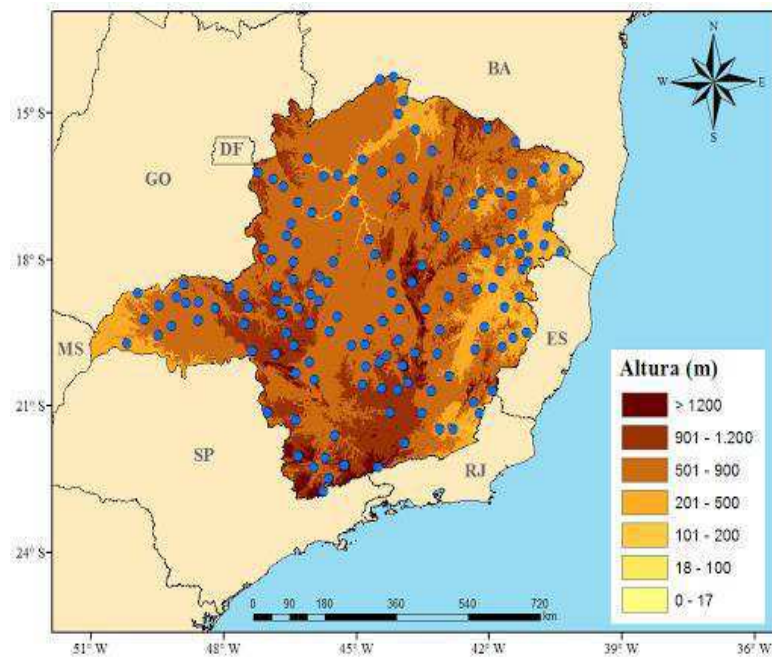 N
W E
S
BA
15° S
DF
GO
18° S
MS
ES
Altura (m)
> 1200
901 - 1.200
501 - 900
201 - 500
101 - 200
18 - 100
0 - 17
21° S
SP
RJ
24° S
0 45 90 180 360 540 720
km
51° W 48° W 45° W 42° W 39° W 36° W